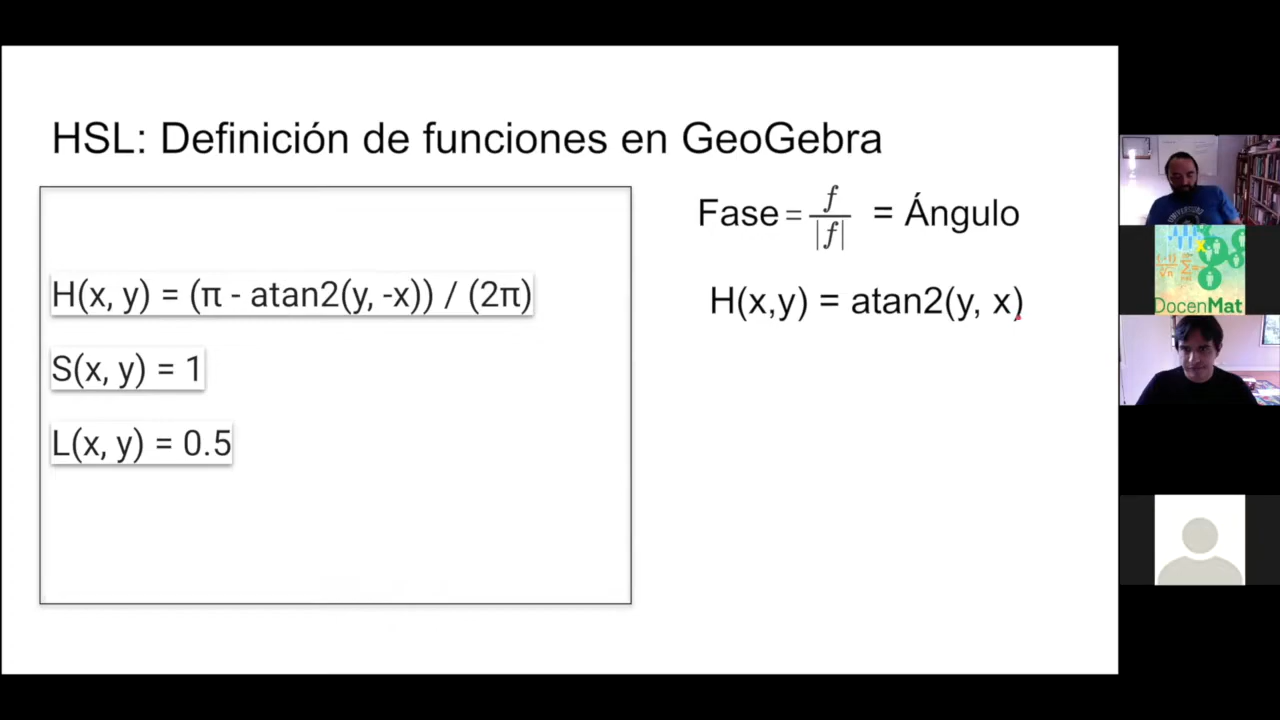 HSL: Definición de funciones en GeoGebra
H(x, y) = (π - atan2(y, -x)) / (2π)
S(x, y) = 1
L(x, y) = 0.5
Fase = f / |f| = Ángulo
H(x,y) = atan2(y, x)
DocenMat